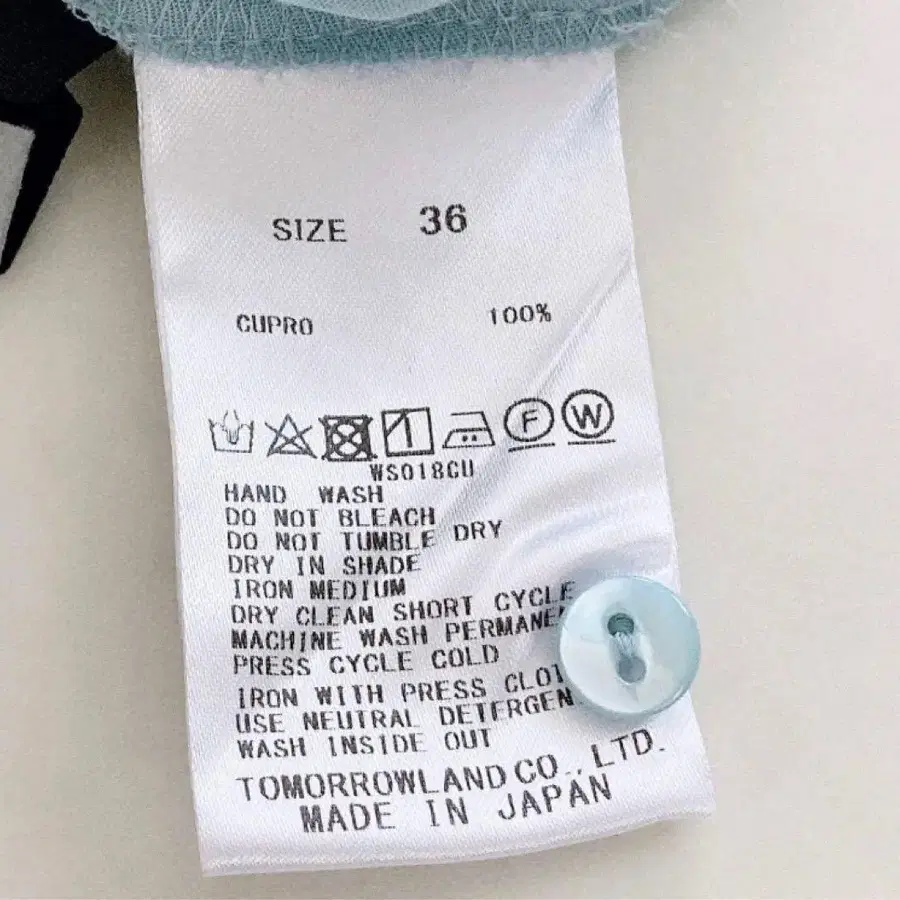 SIZE 36
CUPRO 100%
F W
WS018CU
HAND WASH
DO NOT BLEACH
DO NOT TUMBLE DRY
DRY IN SHADE
IRON MEDIUM
DRY CLEAN SHORT CYCLE
MACHINE WASH PERMANE
PRESS CYCLE COLD
IRON WITH PRESS CLOT
USE NEUTRAL DETERGEN
WASH INSIDE OUT
TOMORROWLAND CO., LTD.
MADE IN JAPAN